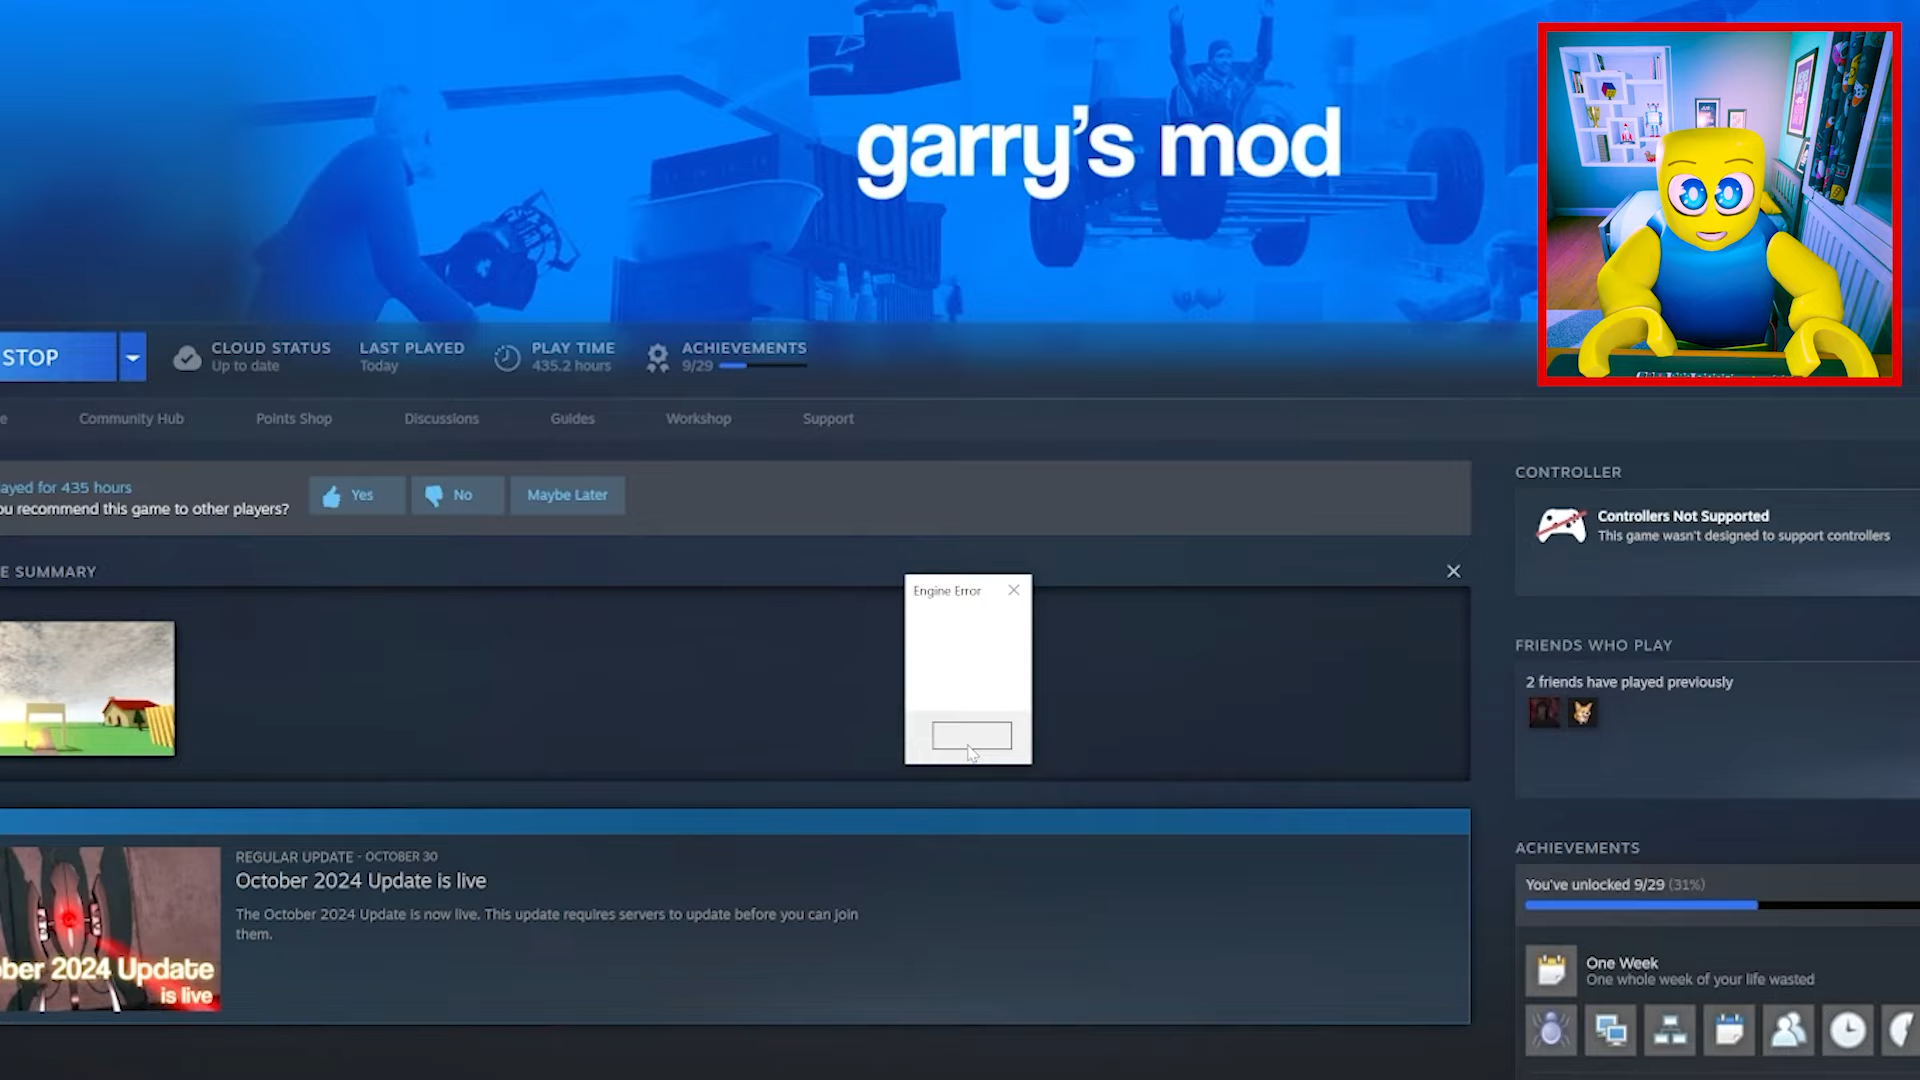 garry's mod
STOP
CLOUD STATUS
Up to date
LAST PLAYED
Today
PLAY TIME
435.2 hours
ACHIEVEMENTS
9/29
e
Community Hub
Points Shop
Discussions
Guides
Workshop
Support
ayed for 435 hours
ou recommend this game to other players?
Yes
No
Maybe Later
CONTROLLER
Controllers Not Supported
This game wasn't designed to support controllers
E SUMMARY
Engine Error
FRIENDS WHO PLAY
2 friends have played previously
REGULAR UPDATE - OCTOBER 30
October 2024 Update is live
The October 2024 Update is now live. This update requires servers to update before you can join
them.
ber 2024 Update
is live
ACHIEVEMENTS
You've unlocked 9/29 (31%)
One Week
One whole week of your life wasted